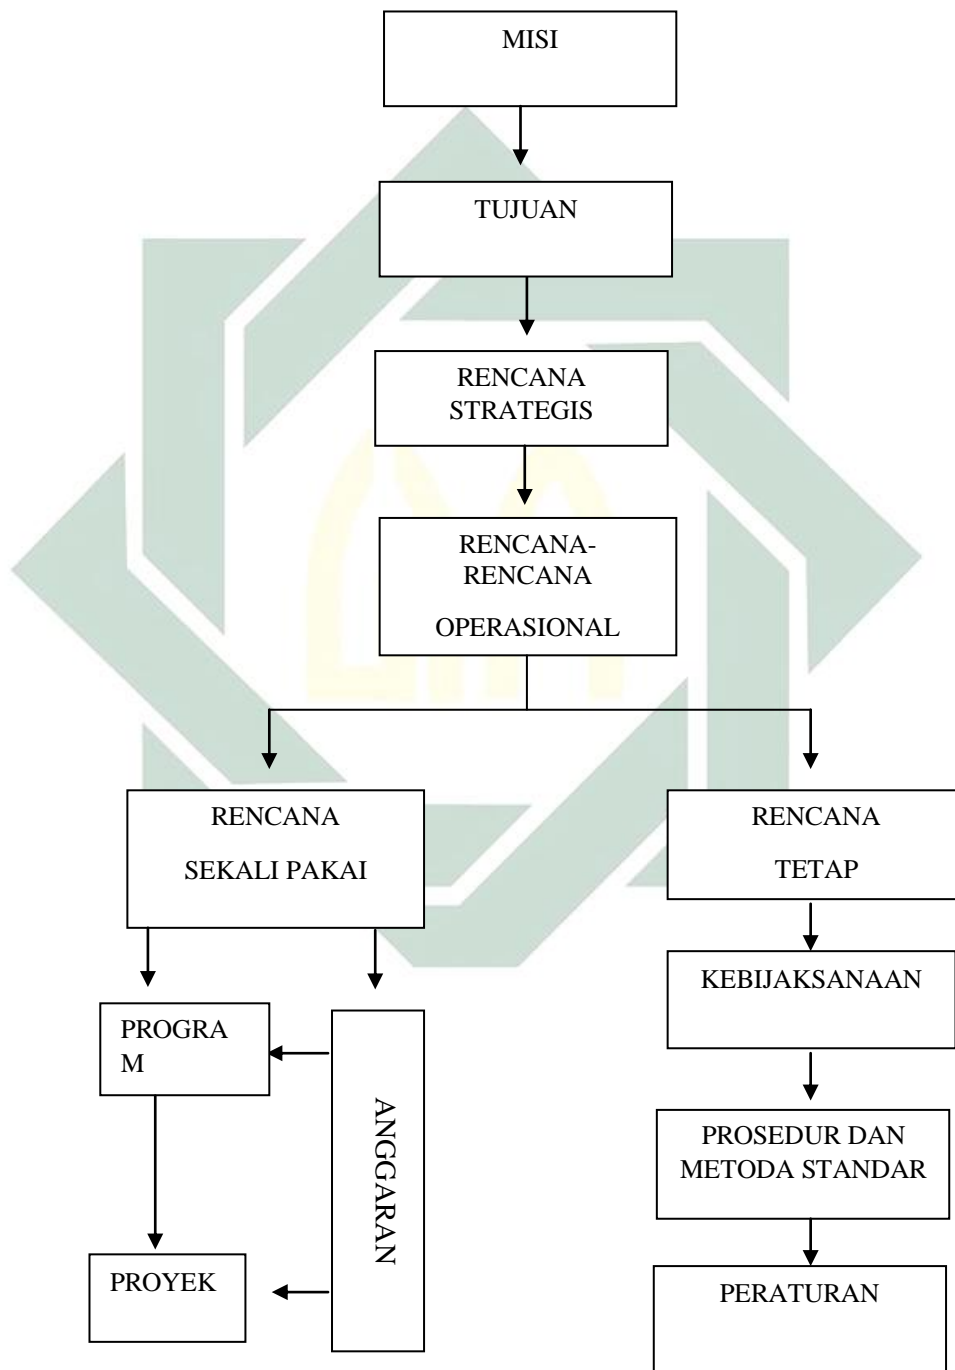 MISI
TUJUAN
RENCANA
STRATEGIS
RENCANA-
RENCANA
OPERASIONAL
RENCANA
SEKALI PAKAI
RENCANA
TETAP
PROGRA
M
ANGGARAN
PROYEK
KEBIJAKSANAAN
PROSEDUR DAN
METODA STANDAR
PERATURAN